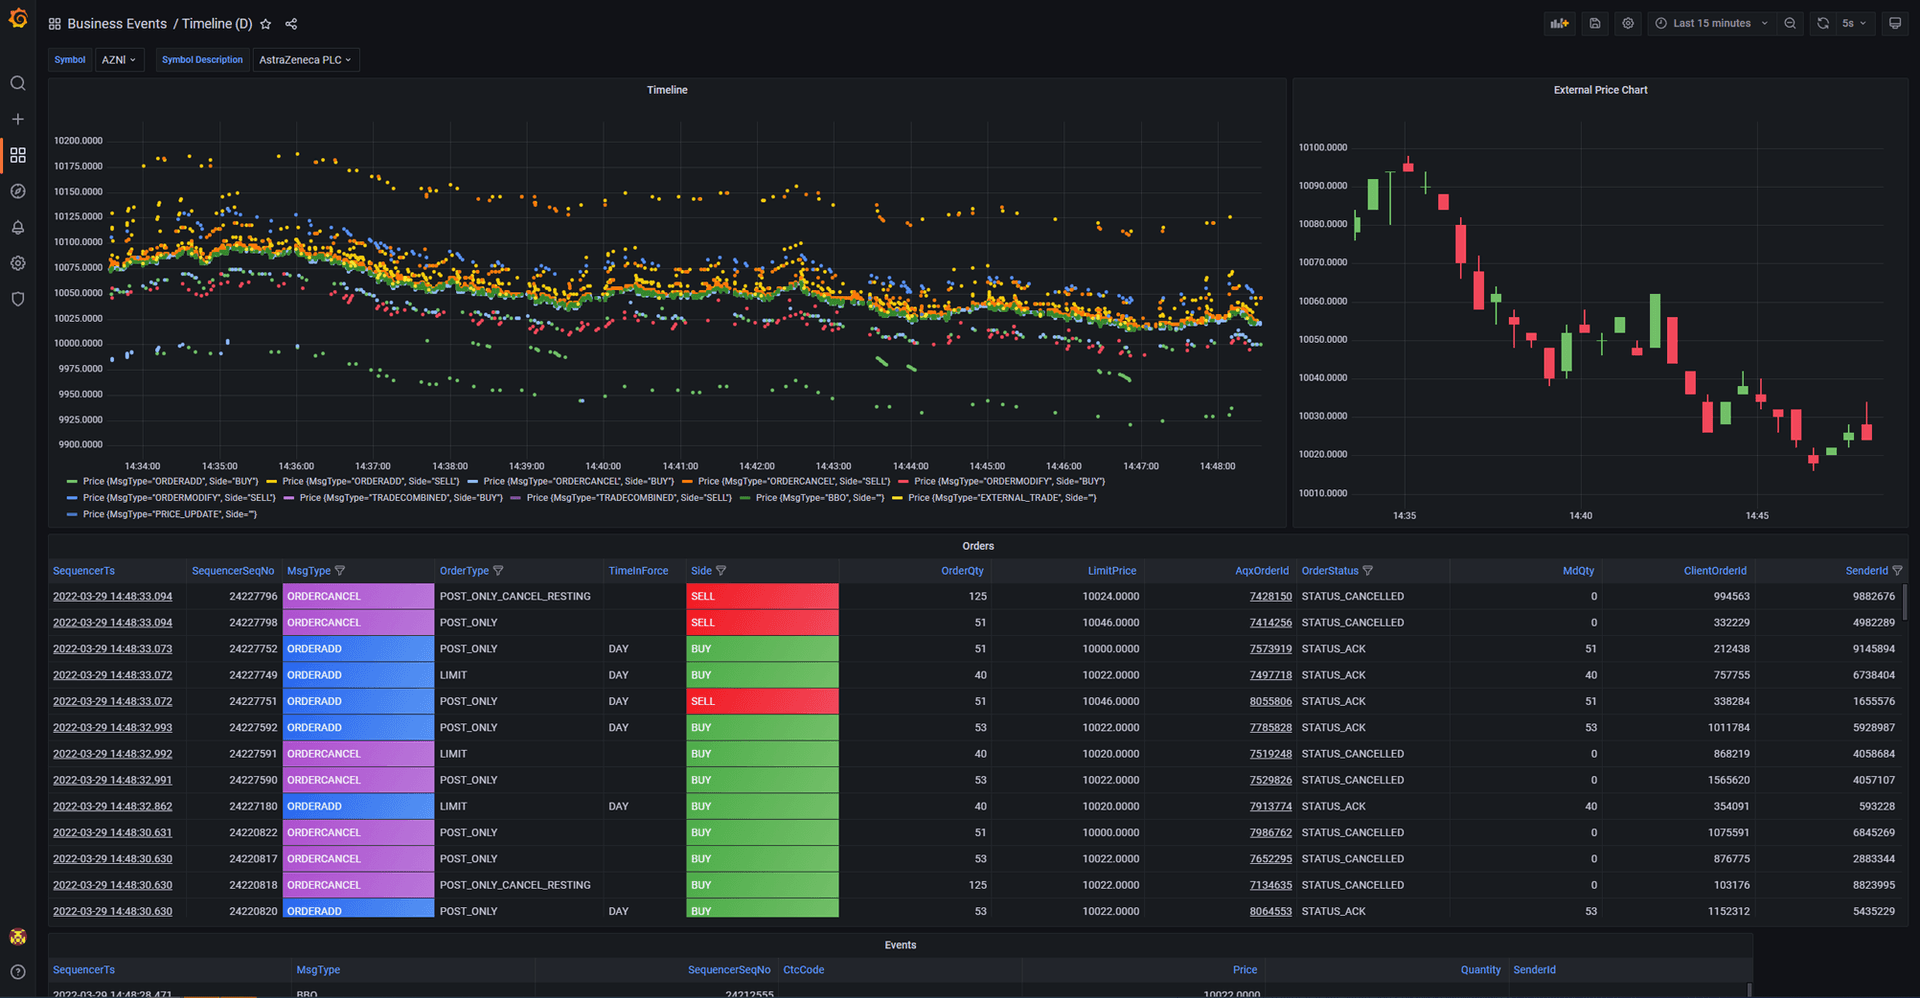 Business Events / Timeline (D)
Last 15 minutes
5s
Symbol AZNl Symbol Description AstraZeneca PLC
Timeline
10200.0000
10175.0000
10150.0000
10125.0000
10100.0000
10075.0000
10050.0000
10025.0000
10000.0000
9975.0000
9950.0000
9925.0000
9900.0000
14:34:00 14:35:00 14:36:00 14:37:00 14:38:00 14:39:00 14:40:00 14:41:00 14:42:00 14:43:00 14:44:00 14:45:00 14:46:00 14:47:00 14:48:00
Price {MsgType="ORDERADD", Side="BUY"} Price {MsgType="ORDERADD", Side="SELL"} Price {MsgType="ORDERCANCEL", Side="BUY"} Price {MsgType="ORDERCANCEL", Side="SELL"} Price {MsgType="ORDERMODIFY", Side="BUY"}
Price {MsgType="ORDERMODIFY", Side="SELL"} Price {MsgType="TRADECOMBINED", Side="BUY"} Price {MsgType="TRADECOMBINED", Side="SELL"} Price {MsgType="BBO", Side=""} Price {MsgType="EXTERNAL_TRADE", Side=""}
Price {MsgType="PRICE_UPDATE", Side=""}
External Price Chart
10100.0000
10090.0000
10080.0000
10070.0000
10060.0000
10050.0000
10040.0000
10030.0000
10020.0000
10010.0000
14:35 14:40 14:45
Orders
SequencerTs SequencerSeqNo MsgType OrderType TimeInForce Side OrderQty LimitPrice AqxOrderId OrderStatus MdQty ClientOrderId SenderId
2022-03-29 14:48:33.094 24227796 ORDERCANCEL POST_ONLY_CANCEL_RESTING SELL 125 10024.0000 7428150 STATUS_CANCELLED 0 994563 9882676
2022-03-29 14:48:33.094 24227798 ORDERCANCEL POST_ONLY SELL 51 10046.0000 7414256 STATUS_CANCELLED 0 332229 4982289
2022-03-29 14:48:33.073 24227752 ORDERADD POST_ONLY DAY BUY 51 10000.0000 7573919 STATUS_ACK 51 212438 9145894
2022-03-29 14:48:33.072 24227749 ORDERADD LIMIT DAY BUY 40 10022.0000 7497718 STATUS_ACK 40 757755 6738404
2022-03-29 14:48:33.072 24227751 ORDERADD POST_ONLY DAY SELL 51 10046.0000 8055806 STATUS_ACK 51 338284 1655576
2022-03-29 14:48:32.993 24227592 ORDERADD POST_ONLY DAY BUY 53 10022.0000 7785828 STATUS_ACK 53 1011784 5928987
2022-03-29 14:48:32.992 24227591 ORDERCANCEL LIMIT BUY 40 10020.0000 7519248 STATUS_CANCELLED 0 868219 4058684
2022-03-29 14:48:32.991 24227590 ORDERCANCEL POST_ONLY BUY 53 10022.0000 7529826 STATUS_CANCELLED 0 1565620 4057107
2022-03-29 14:48:32.862 24227180 ORDERADD LIMIT DAY BUY 40 10020.0000 7913774 STATUS_ACK 40 354091 593228
2022-03-29 14:48:30.631 24220822 ORDERCANCEL POST_ONLY BUY 51 10000.0000 7986762 STATUS_CANCELLED 0 1075591 6845269
2022-03-29 14:48:30.630 24220817 ORDERCANCEL POST_ONLY BUY 53 10022.0000 7652295 STATUS_CANCELLED 0 876775 2883344
2022-03-29 14:48:30.630 24220818 ORDERCANCEL POST_ONLY_CANCEL_RESTING BUY 125 10022.0000 7134635 STATUS_CANCELLED 0 103176 8823995
2022-03-29 14:48:30.630 24220820 ORDERADD POST_ONLY DAY BUY 53 10022.0000 8064553 STATUS_ACK 53 1152312 5435229
Events
SequencerTs MsgType SequencerSeqNo CtcCode Price Quantity SenderId
2022-03-29 14:48:28.471 BBO 24212555 10022.0000